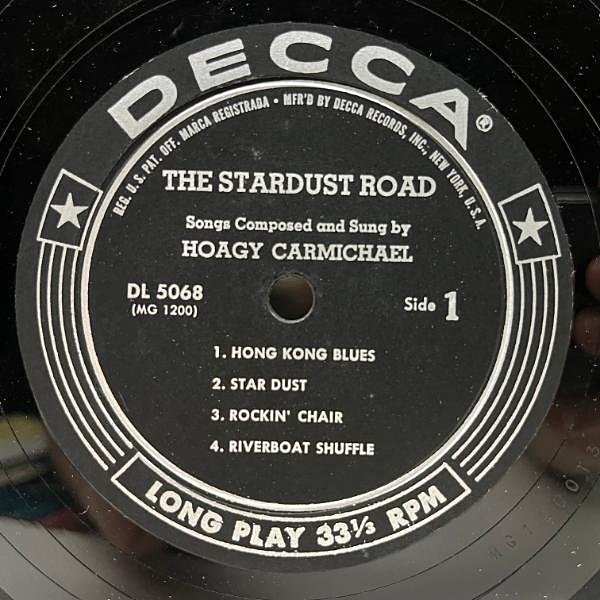 DECCA®
REG. U.S. PAT. OFF. MARCA REGISTRADA • MFR'D BY DECCA RECORDS, INC., NEW YORK, U.S.A.
THE STARDUST ROAD
Songs Composed and Sung by
HOAGY CARMICHAEL
DL 5068
(MG 1200)
Side 1
1. HONG KONG BLUES
2. STAR DUST
3. ROCKIN' CHAIR
4. RIVERBOAT SHUFFLE
LONG PLAY 33⅓ RPM